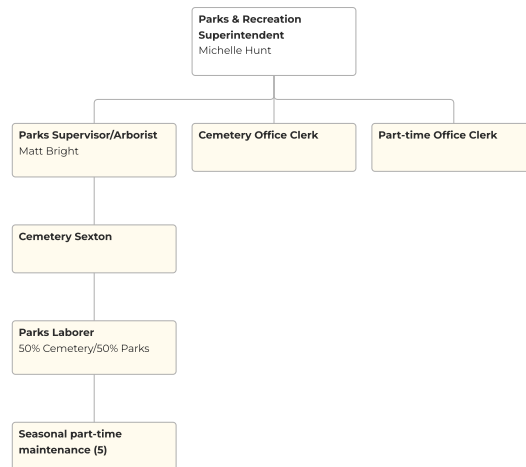 Parks & Recreation
Superintendent
Michelle Hunt
Parks Supervisor/Arborist
Matt Bright
Cemetery Office Clerk
Part-time Office Clerk
Cemetery Sexton
Parks Laborer
50% Cemetery/50% Parks
Seasonal part-time
maintenance (5)